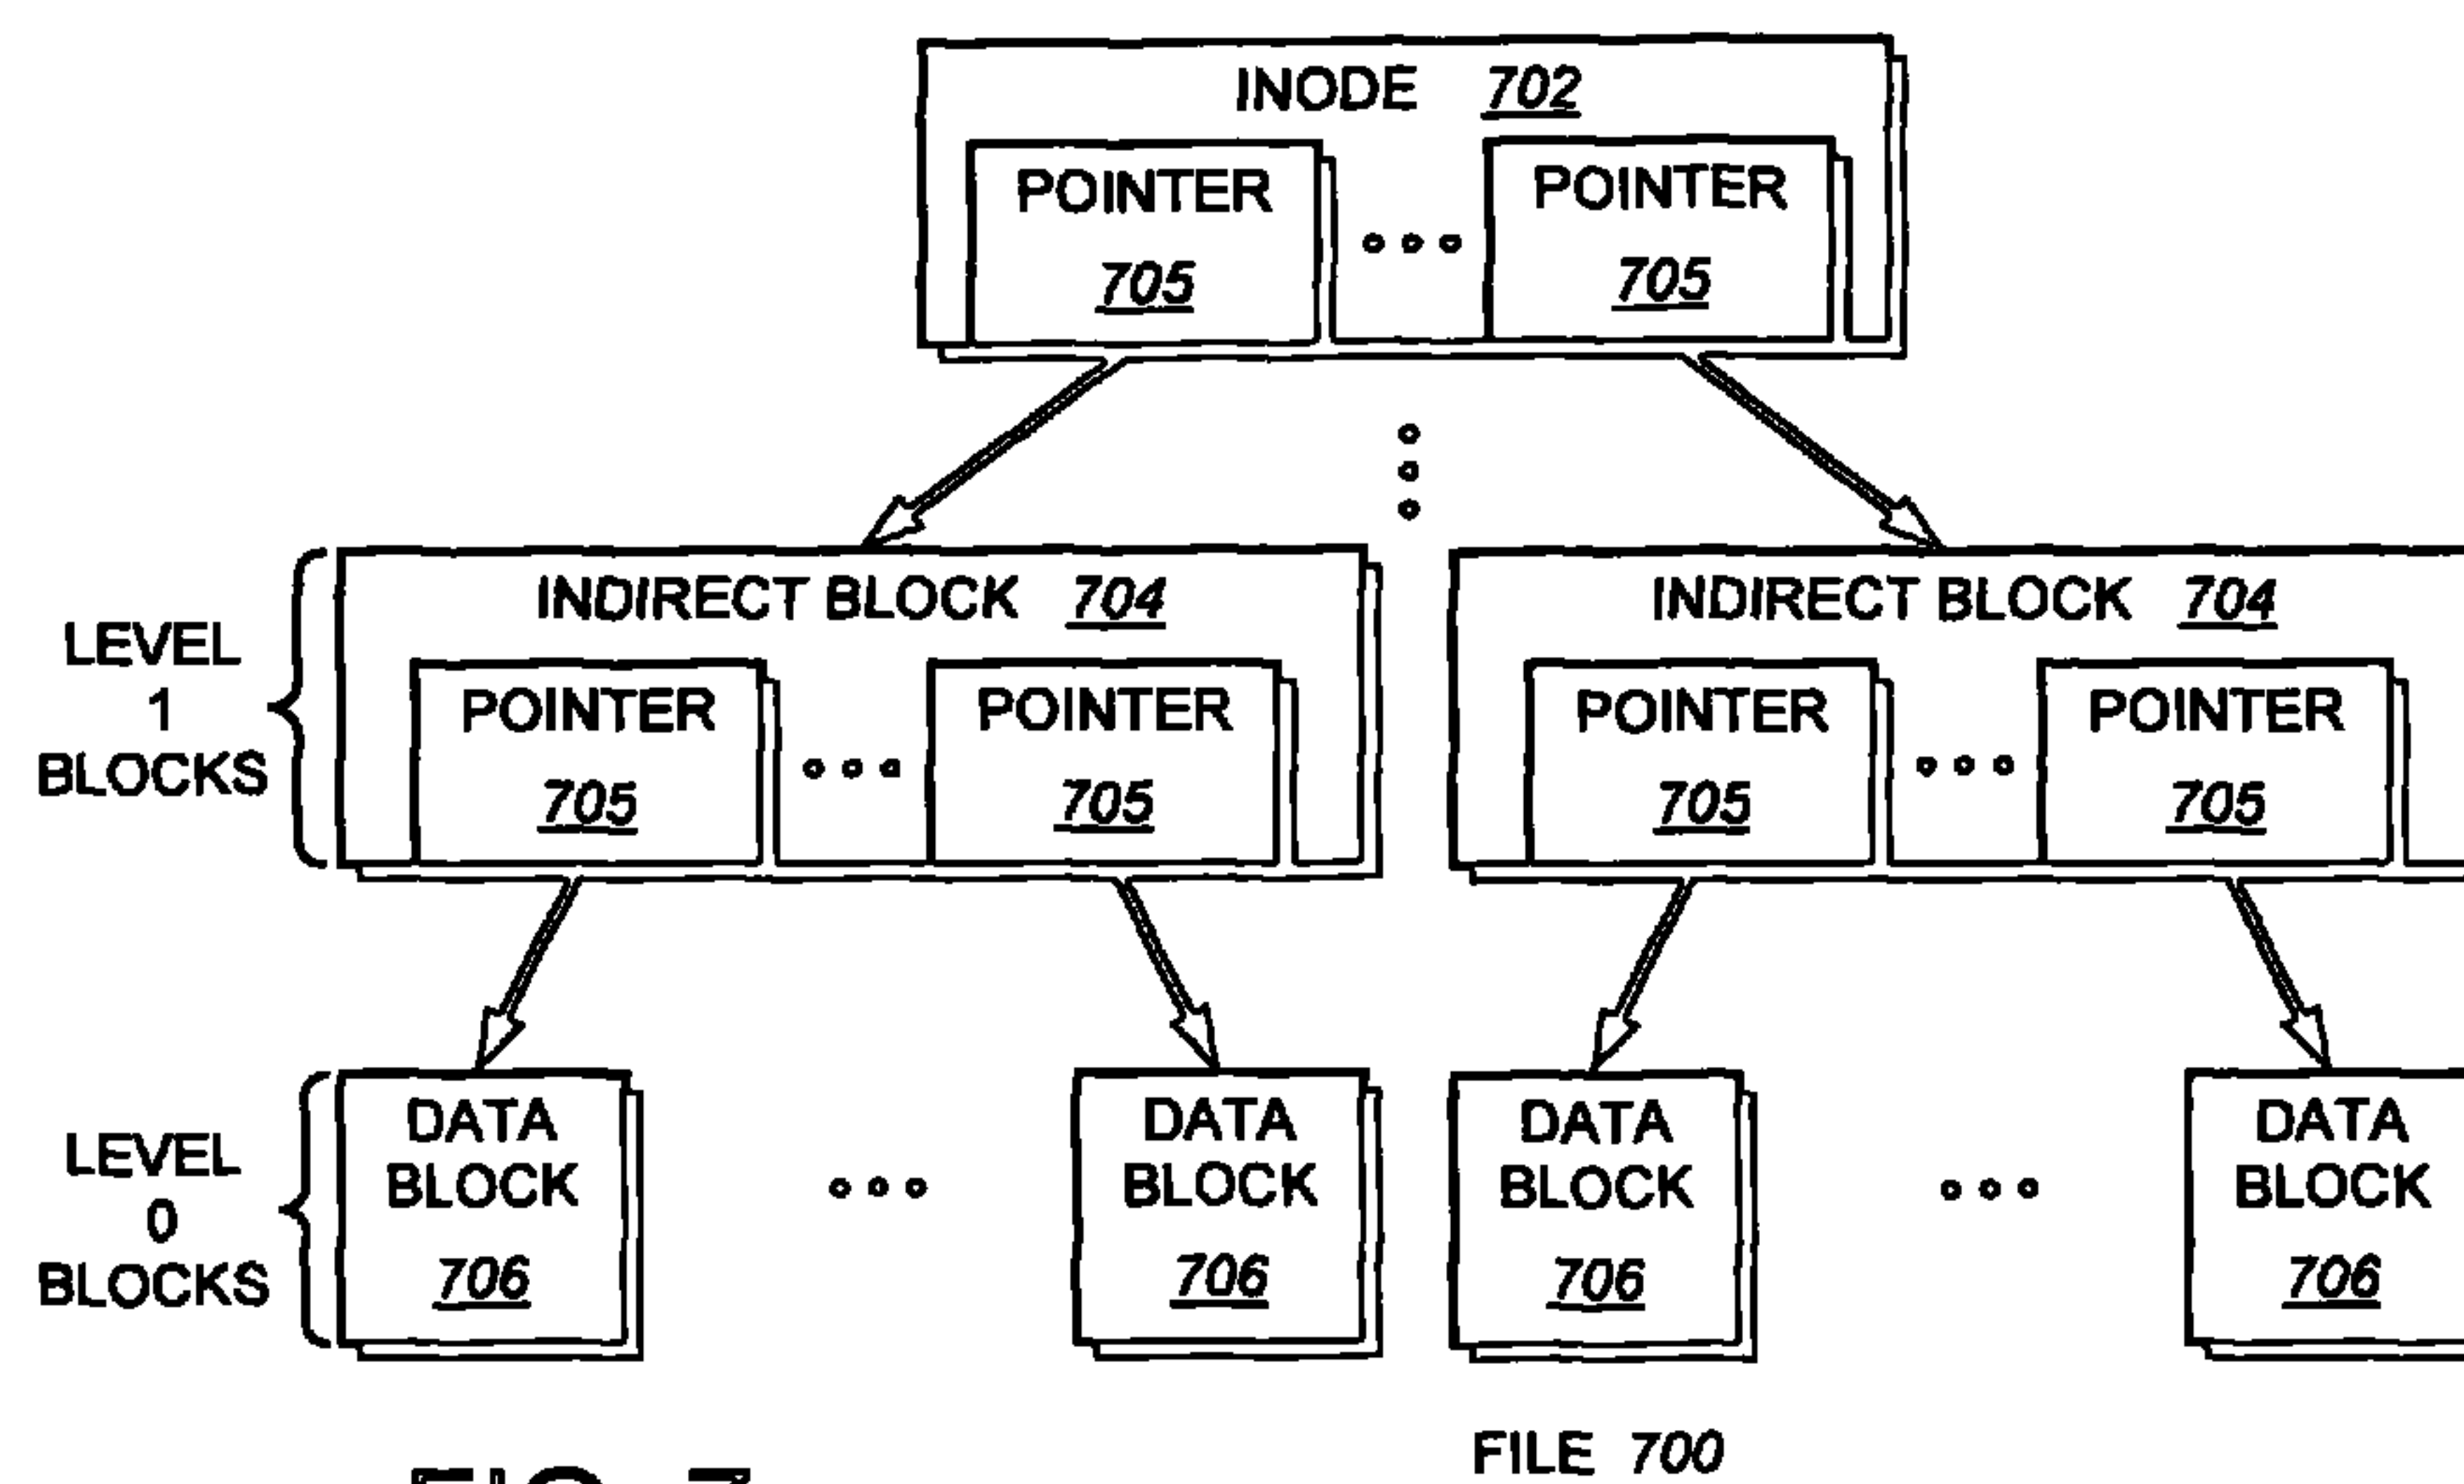 INODE 702
POINTER POINTER
705 705
INDIRECT BLOCK 704 INDIRECT BLOCK 704
LEVEL
1
BLOCKS
POINTER POINTER POINTER POINTER
705 705 705 705
LEVEL
0
BLOCKS
DATA
BLOCK
706
DATA
BLOCK
706
DATA
BLOCK
706
DATA
BLOCK
706
FILE 700